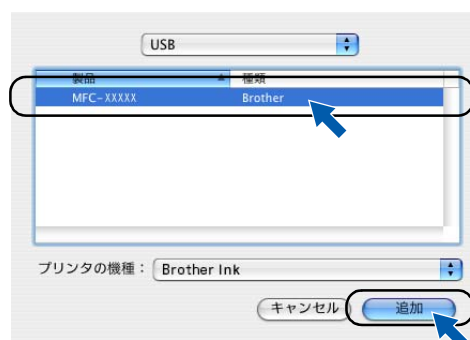 USB
製品 種類
MFC-XXXXX Brother
プリンタの機種： Brother Ink
キャンセル 追加